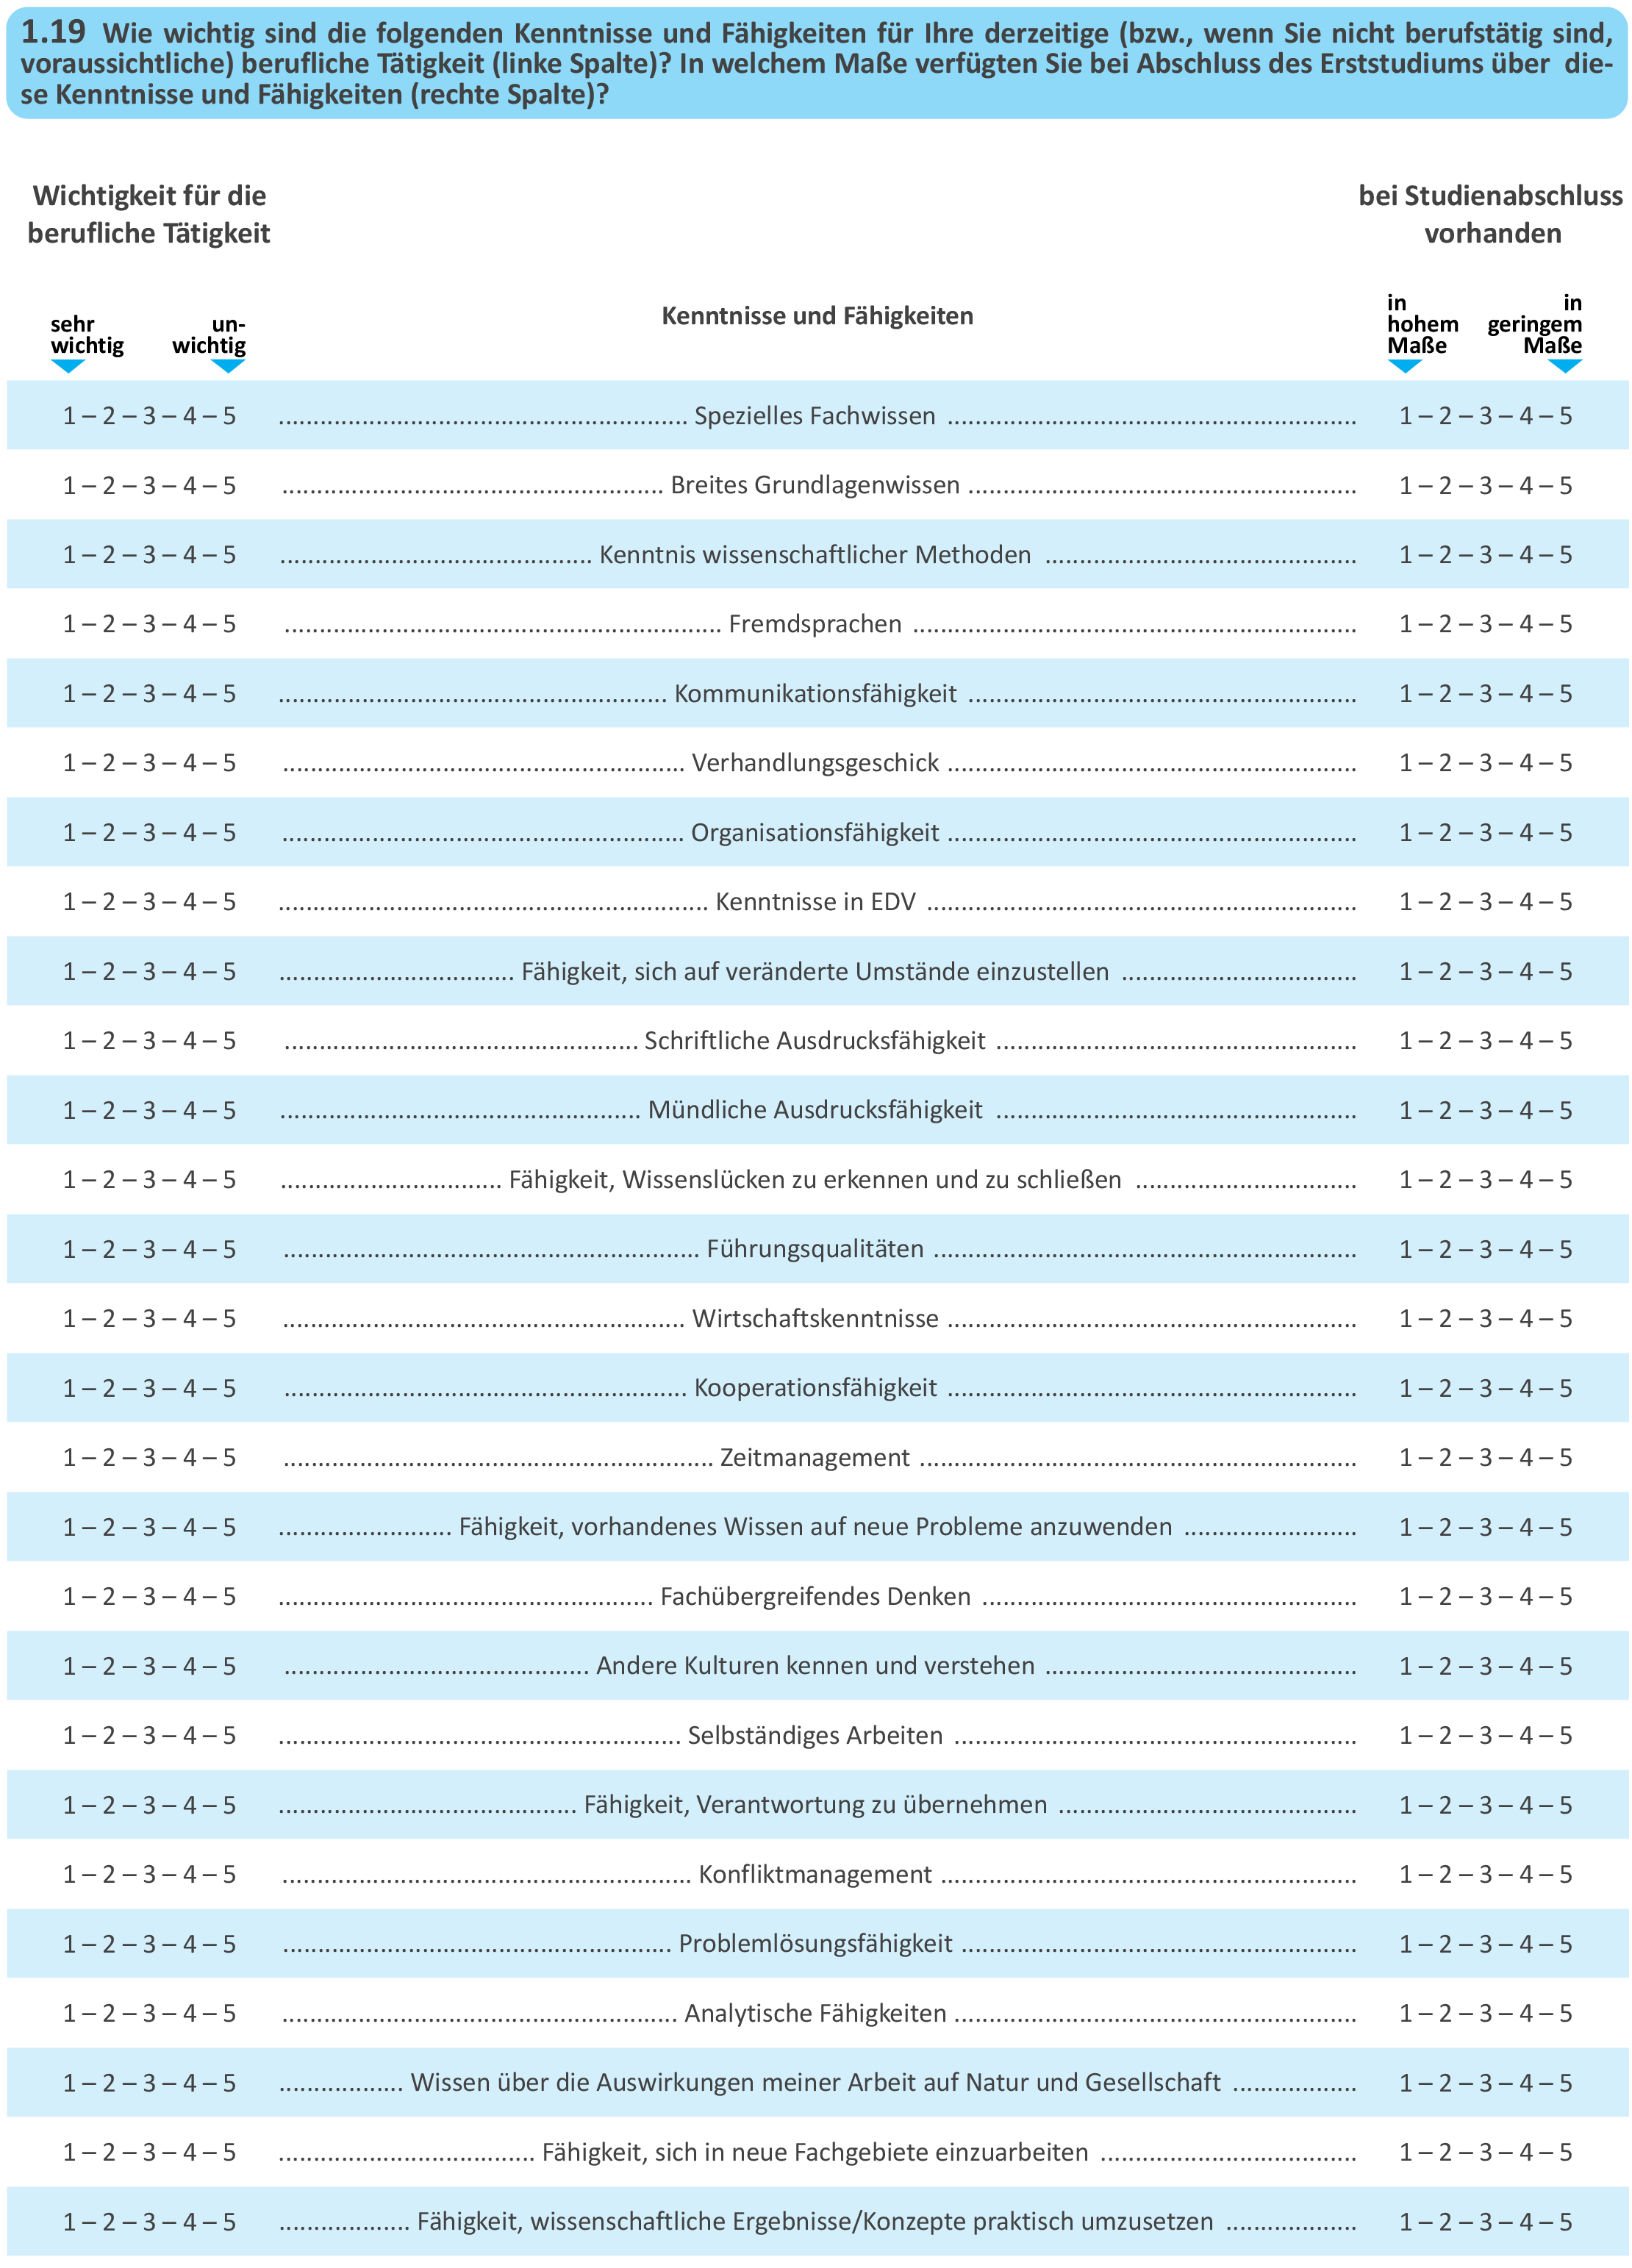 1.19 Wie wichtig sind die folgenden Kenntnisse und Fähigkeiten für Ihre derzeitige (bzw., wenn Sie nicht berufstätig sind,
voraussichtliche) berufliche Tätigkeit (linke Spalte)? In welchem Maße verfügten Sie bei Abschluss des Erststudiums über die-
se Kenntnisse und Fähigkeiten (rechte Spalte)?
Wichtigkeit für die
berufliche Tätigkeit
bei Studienabschluss
vorhanden
sehr
wichtig
un-
wichtig
Kenntnisse und Fähigkeiten
in
hohem
Maße
in
geringem
Maße
1 – 2 – 3 – 4 – 5 Spezielles Fachwissen 1 – 2 – 3 – 4 – 5
1 – 2 – 3 – 4 – 5 Breites Grundlagenwissen 1 – 2 – 3 – 4 – 5
1 – 2 – 3 – 4 – 5 Kenntnis wissenschaftlicher Methoden 1 – 2 – 3 – 4 – 5
1 – 2 – 3 – 4 – 5 Fremdsprachen 1 – 2 – 3 – 4 – 5
1 – 2 – 3 – 4 – 5 Kommunikationsfähigkeit 1 – 2 – 3 – 4 – 5
1 – 2 – 3 – 4 – 5 Verhandlungsgeschick 1 – 2 – 3 – 4 – 5
1 – 2 – 3 – 4 – 5 Organisationsfähigkeit 1 – 2 – 3 – 4 – 5
1 – 2 – 3 – 4 – 5 Kenntnisse in EDV 1 – 2 – 3 – 4 – 5
1 – 2 – 3 – 4 – 5 Fähigkeit, sich auf veränderte Umstände einzustellen 1 – 2 – 3 – 4 – 5
1 – 2 – 3 – 4 – 5 Schriftliche Ausdrucksfähigkeit 1 – 2 – 3 – 4 – 5
1 – 2 – 3 – 4 – 5 Mündliche Ausdrucksfähigkeit 1 – 2 – 3 – 4 – 5
1 – 2 – 3 – 4 – 5 Fähigkeit, Wissenslücken zu erkennen und zu schließen 1 – 2 – 3 – 4 – 5
1 – 2 – 3 – 4 – 5 Führungsqualitäten 1 – 2 – 3 – 4 – 5
1 – 2 – 3 – 4 – 5 Wirtschaftskenntnisse 1 – 2 – 3 – 4 – 5
1 – 2 – 3 – 4 – 5 Kooperationsfähigkeit 1 – 2 – 3 – 4 – 5
1 – 2 – 3 – 4 – 5 Zeitmanagement 1 – 2 – 3 – 4 – 5
1 – 2 – 3 – 4 – 5 Fähigkeit, vorhandenes Wissen auf neue Probleme anzuwenden 1 – 2 – 3 – 4 – 5
1 – 2 – 3 – 4 – 5 Fachübergreifendes Denken 1 – 2 – 3 – 4 – 5
1 – 2 – 3 – 4 – 5 Andere Kulturen kennen und verstehen 1 – 2 – 3 – 4 – 5
1 – 2 – 3 – 4 – 5 Selbständiges Arbeiten 1 – 2 – 3 – 4 – 5
1 – 2 – 3 – 4 – 5 Fähigkeit, Verantwortung zu übernehmen 1 – 2 – 3 – 4 – 5
1 – 2 – 3 – 4 – 5 Konfliktmanagement 1 – 2 – 3 – 4 – 5
1 – 2 – 3 – 4 – 5 Problemlösungsfähigkeit 1 – 2 – 3 – 4 – 5
1 – 2 – 3 – 4 – 5 Analytische Fähigkeiten 1 – 2 – 3 – 4 – 5
1 – 2 – 3 – 4 – 5 Wissen über die Auswirkungen meiner Arbeit auf Natur und Gesellschaft 1 – 2 – 3 – 4 – 5
1 – 2 – 3 – 4 – 5 Fähigkeit, sich in neue Fachgebiete einzuarbeiten 1 – 2 – 3 – 4 – 5
1 – 2 – 3 – 4 – 5 Fähigkeit, wissenschaftliche Ergebnisse/Konzepte praktisch umzusetzen 1 – 2 – 3 – 4 – 5